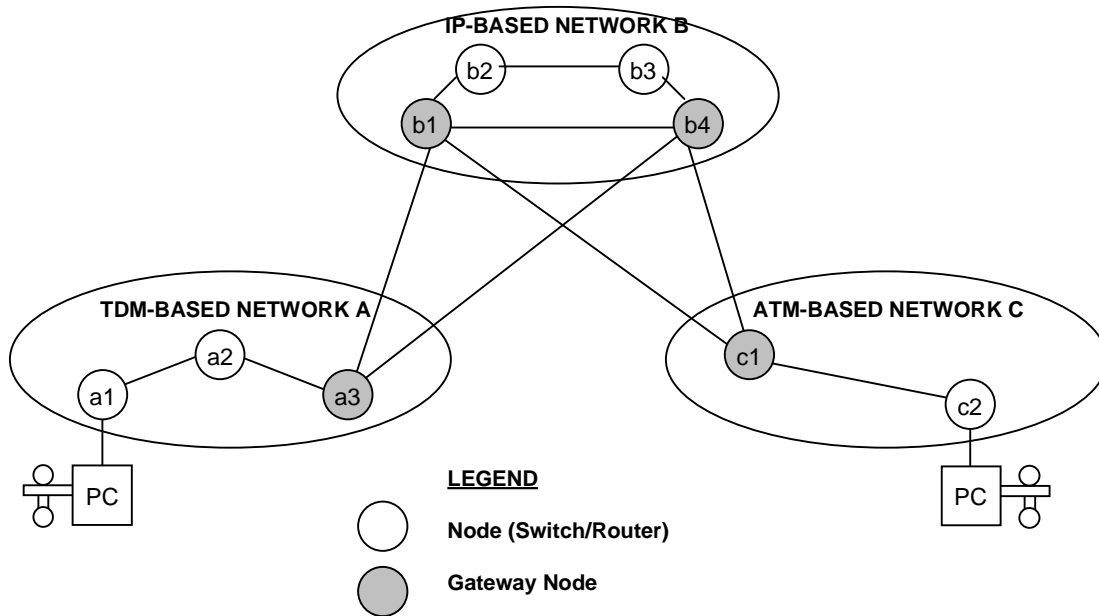 IP-BASED NETWORK B
b2
b3
b1
b4
TDM-BASED NETWORK A
ATM-BASED NETWORK C
a2
c1
a1
a3
c2
PC
PC
LEGEND
Node (Switch/Router)
Gateway Node